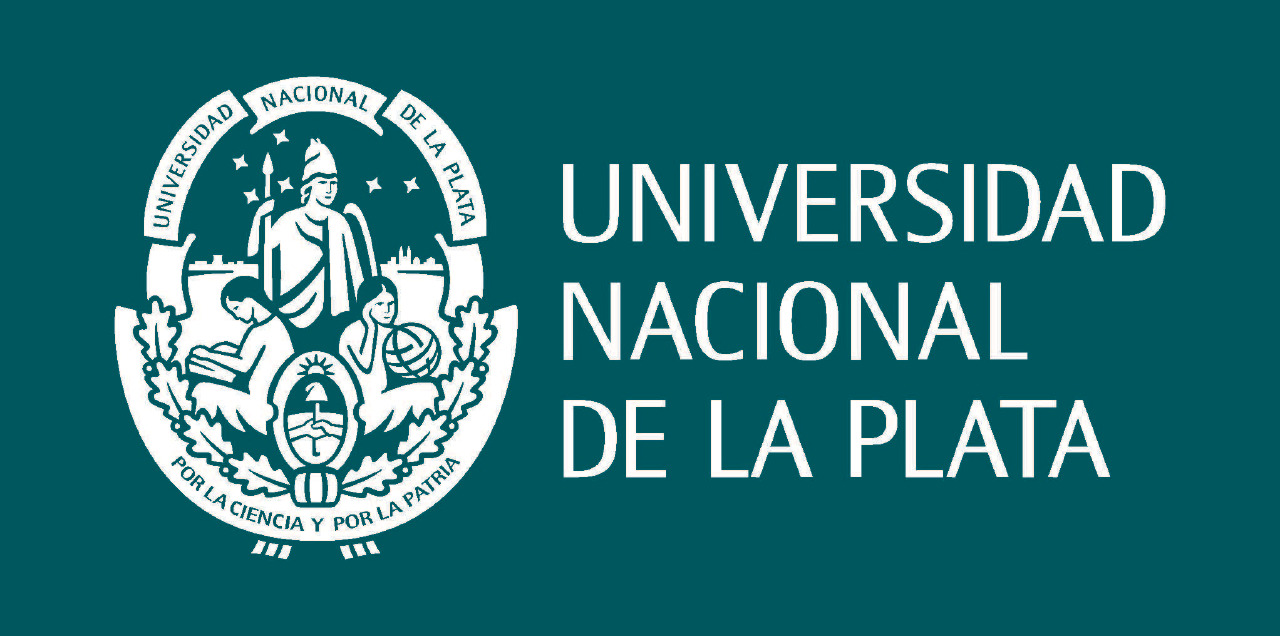 UNIVERSIDAD NACIONAL DE LA PLATA
POR LA CIENCIA Y POR LA PATRIA
UNIVERSIDAD
NACIONAL
DE LA PLATA